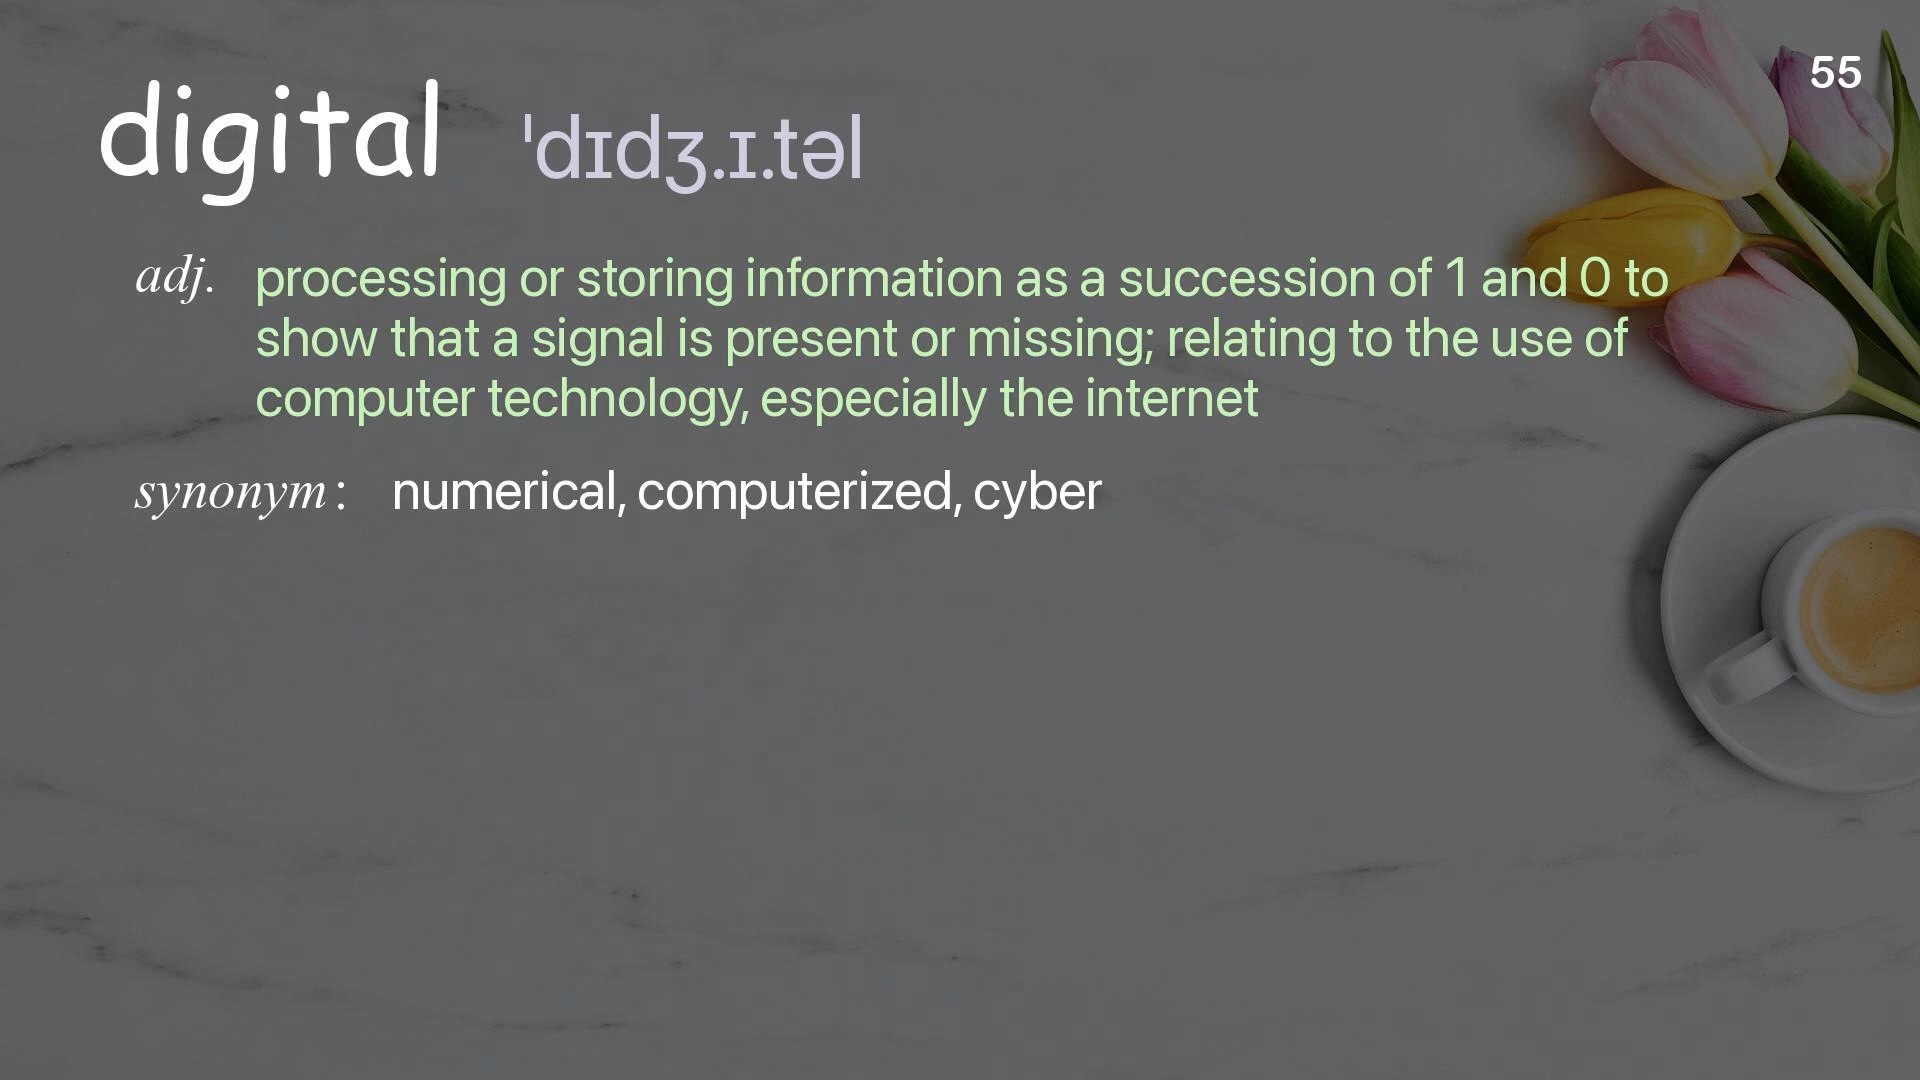 55
digital ˈdɪdʒ.ɪ.təl
adj. processing or storing information as a succession of 1 and 0 to
show that a signal is present or missing; relating to the use of
computer technology, especially the internet
synonym: numerical, computerized, cyber